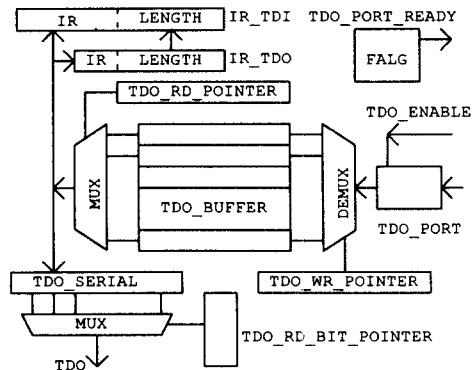 IR LENGTH IR_TDI TDO_PORT_READY
IR LENGTH IR_TDO FALG
TDO_RD_POINTER
TDO_ENABLE
MUX TDO_BUFFER DEMUX
TDO_PORT
TDO_SERIAL TDO_WR_POINTER
MUX
TDO_RD_BIT_POINTER
TDO